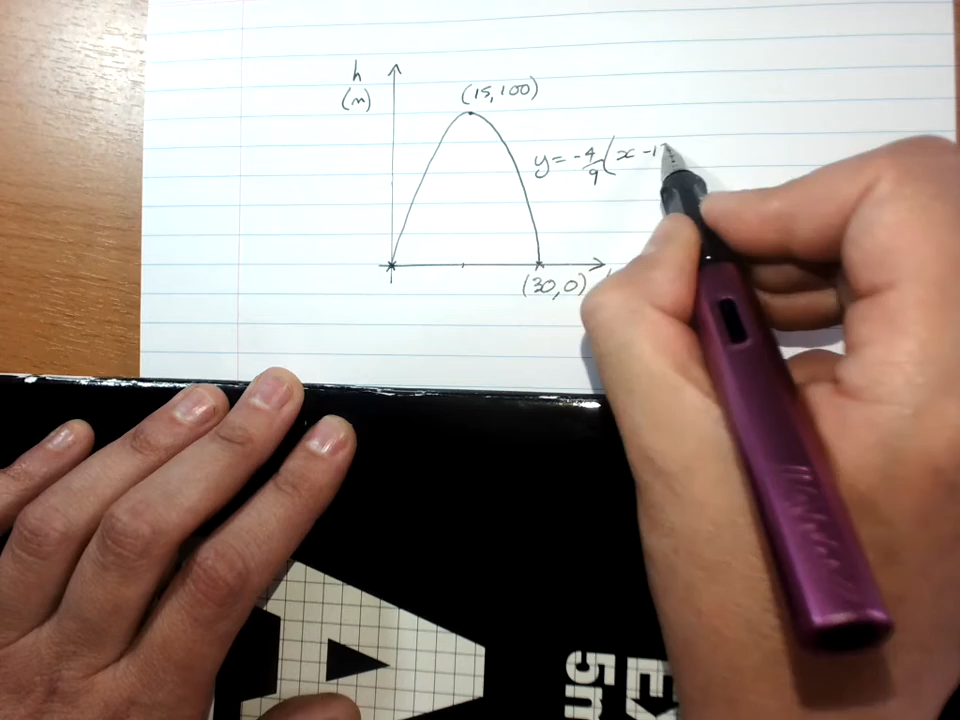 h
(m)
(15,100)
y = -4/9 (x - 1
(30,0)